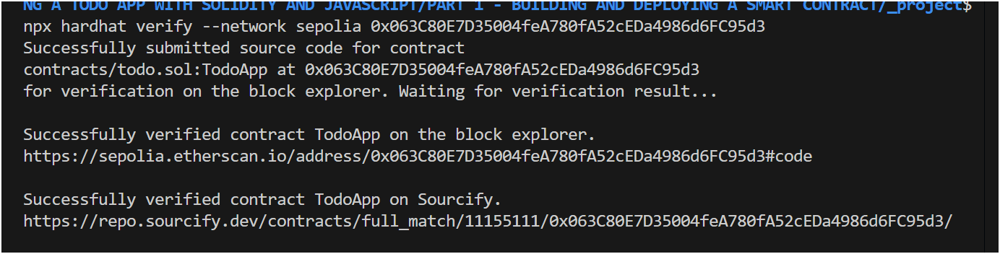 NG A TODO APP WITH SOLIDITY AND JAVASCRIPT/PART 1 - BUILDING AND DEPLOYING A SMART CONTRACT/_project$
npx hardhat verify --network sepolia 0x063C80E7D35004feA780fA52cEDa4986d6FC95d3
Successfully submitted source code for contract
contracts/todo.sol:TodoApp at 0x063C80E7D35004feA780fA52cEDa4986d6FC95d3
for verification on the block explorer. Waiting for verification result...
Successfully verified contract TodoApp on the block explorer.
https://sepolia.etherscan.io/address/0x063C80E7D35004feA780fA52cEDa4986d6FC95d3#code
Successfully verified contract TodoApp on Sourcify.
https://repo.sourcify.dev/contracts/full_match/11155111/0x063C80E7D35004feA780fA52cEDa4986d6FC95d3/